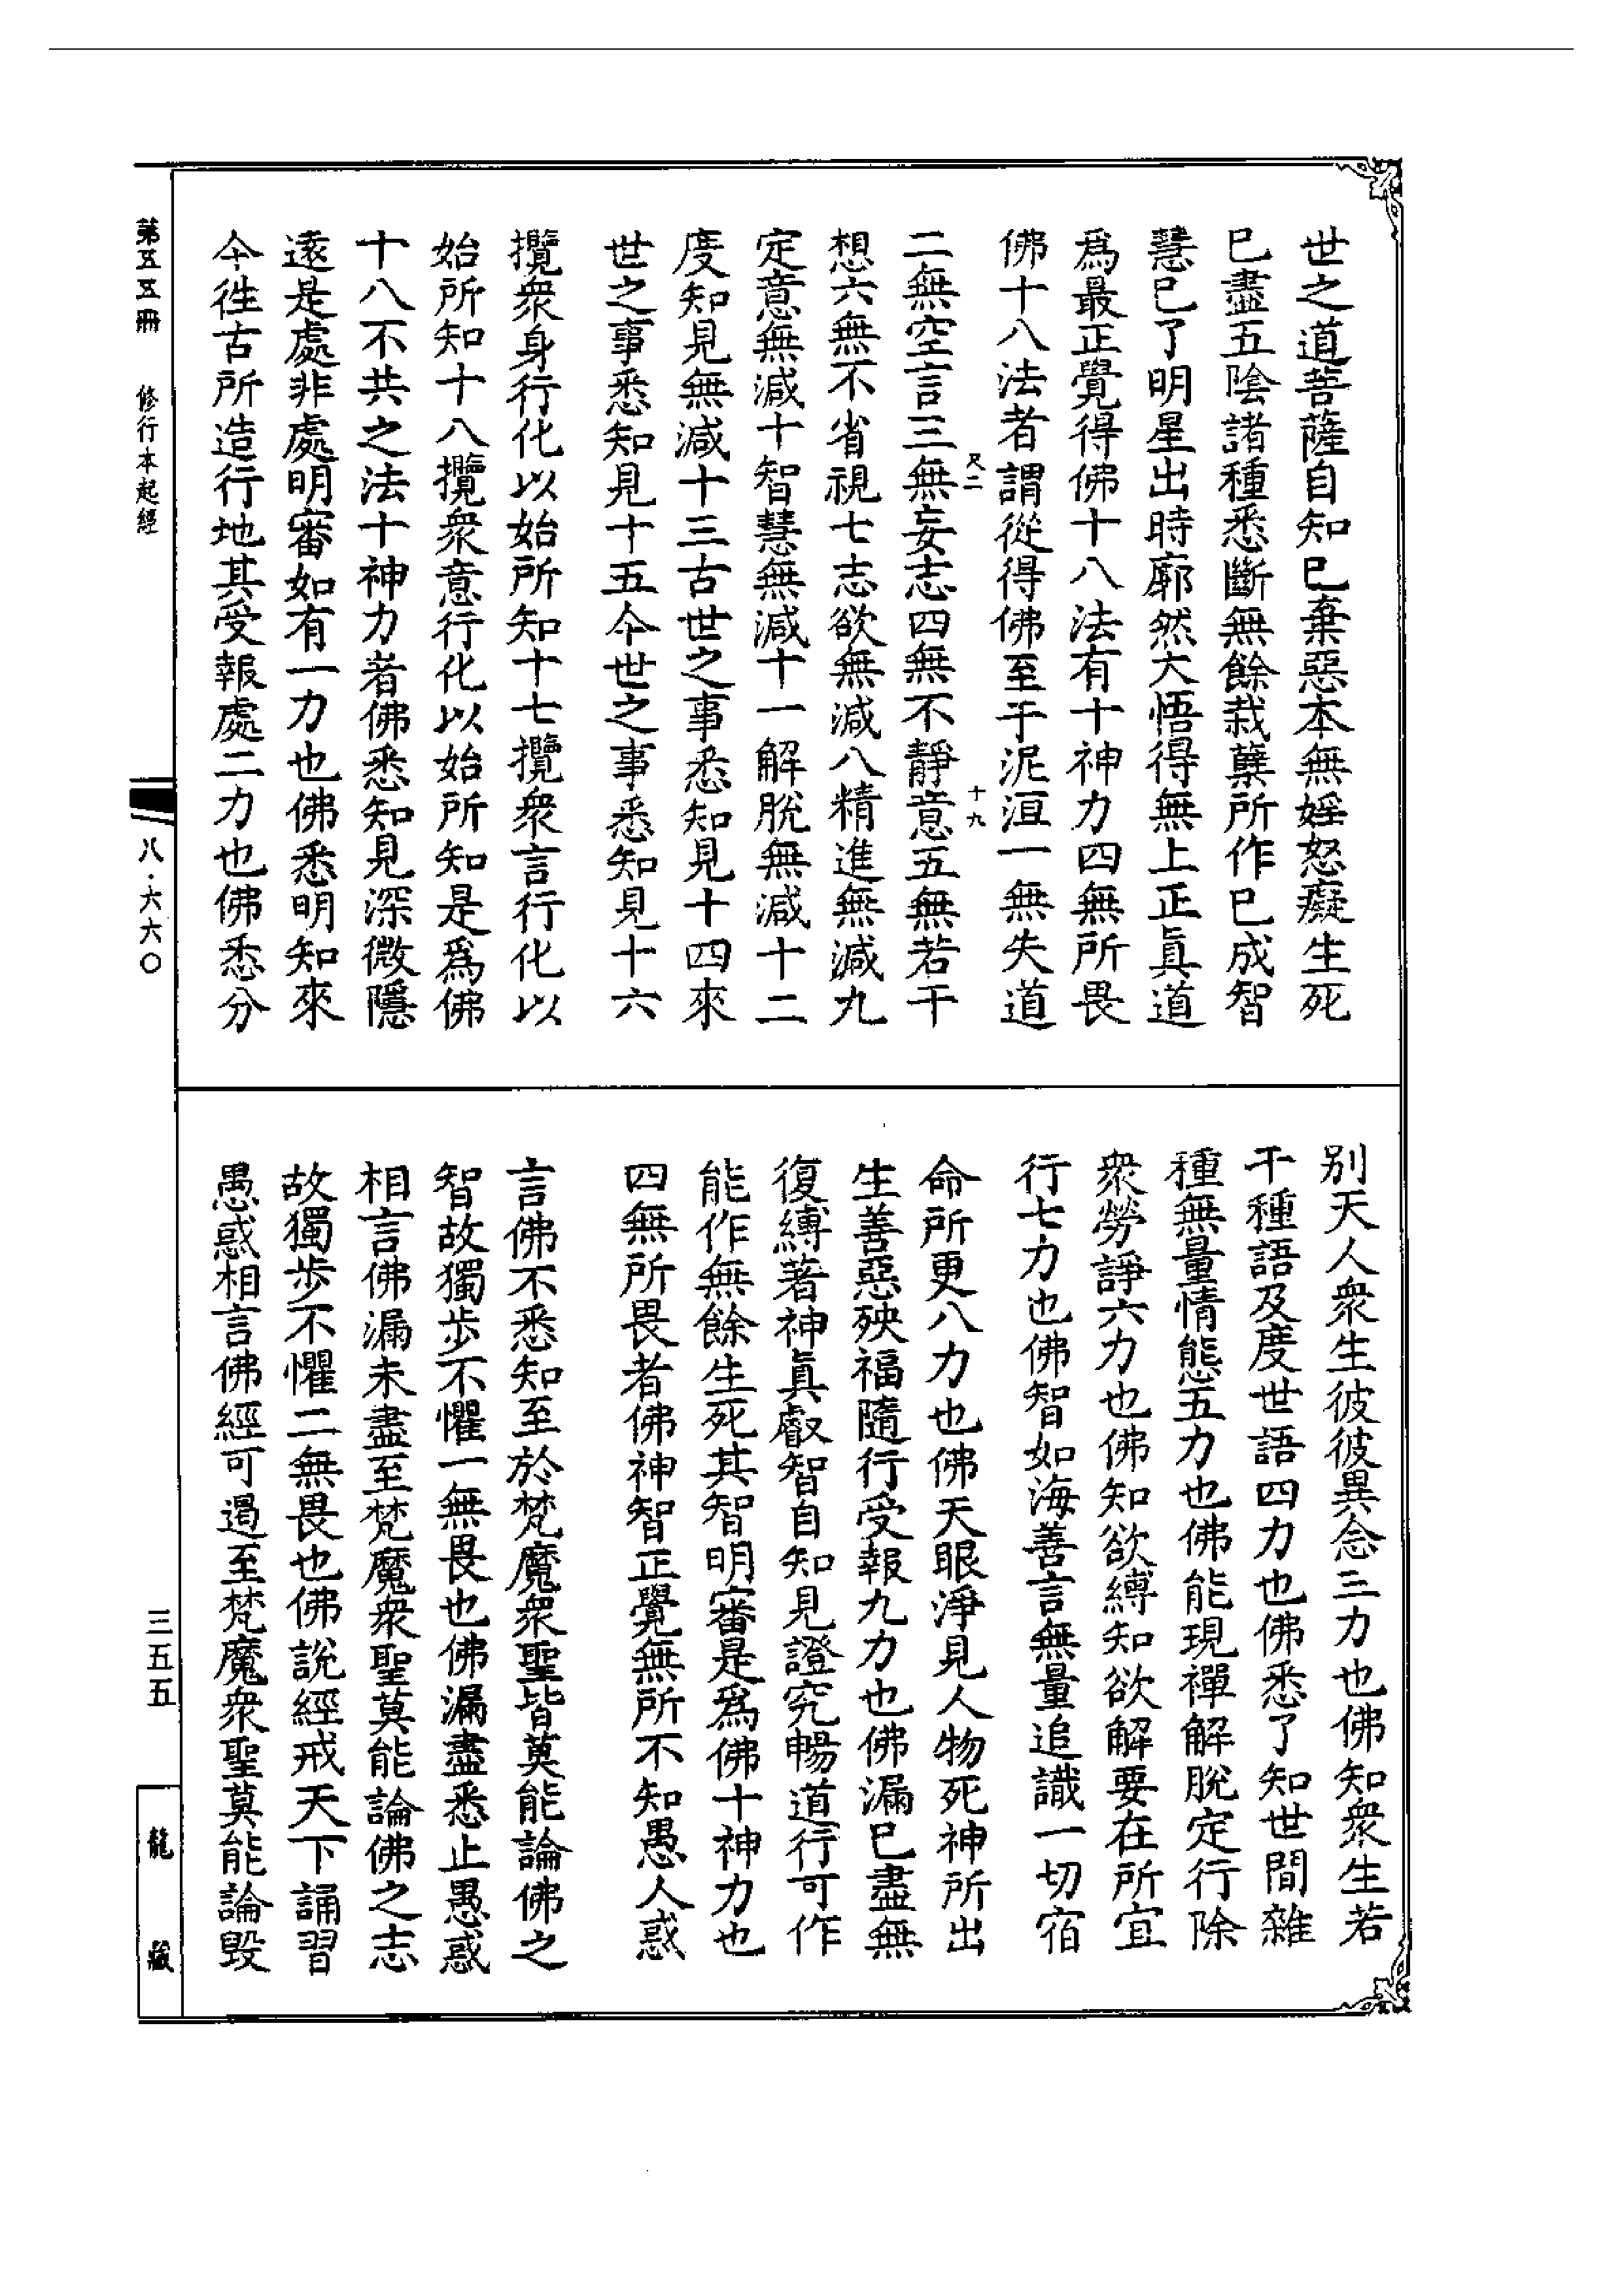 世之道菩薩自知已棄惡本無婬怒癡生死
已盡五陰諸種悉斷無餘栽蘖所作已成智
慧已了明星出時廓然大悟得無上正眞道
爲最正覺得佛十八法有十神力四無所畏
佛十八法者謂從得佛至于泥洹一無失道
尺二 十九
二無空言三無妄志四無不靜意五無若干
想六無不省視七志欲無減八精進無減九
定意無減十智慧無減十一解脫無減十二
度知見無減十三古世之事悉知見十四來
世之事悉知見十五今世之事悉知見十六
攬衆身行化以始所知十七攬衆言行化以
始所知十八攬衆意行化以始所知是爲佛
十八不共之法十神力者佛悉知見深微隱
遠是處非處明審如有一力也佛悉明知來
今徃古所造行地其受報處二力也佛悉分
別天人衆生彼彼異念三力也佛知衆生若
干種語及度世語四力也佛悉了知世間雜
種無量情態五力也佛能現禪解脫定行除
衆勞諍六力也佛知欲縛知欲解要在所宜
行七力也佛智如海善言無量追識一切宿
命所更八力也佛天眼淨見人物死神所出
生善惡殃福隨行受報九力也佛漏已盡無
復縛著神眞叡智自知見證究暢道行可作
能作無餘生死其智明審是爲佛十神力也
四無所畏者佛神智正覺無所不知愚人惑
言佛不悉知至於梵魔衆聖皆莫能論佛之
智故獨步不懼一無畏也佛漏盡悉止愚惑
相言佛漏未盡至梵魔衆聖莫能論佛之志
故獨步不懼二無畏也佛說經戒天下誦習
愚惑相言佛經可遏至梵魔衆聖莫能論毀
第五五冊 修行本起經
八·六六〇
三五五
龍藏